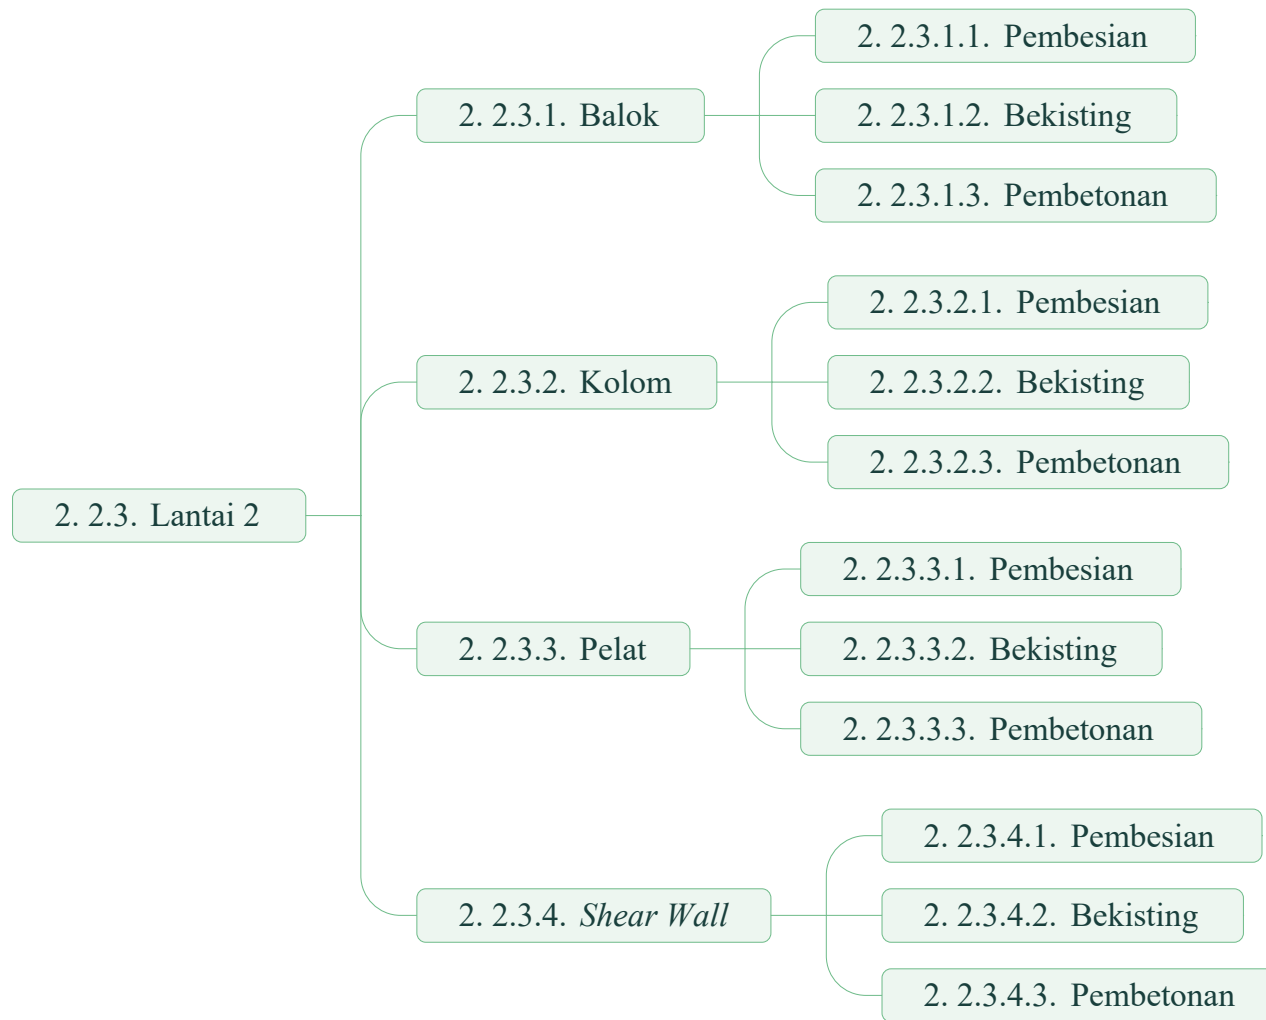 2. 2.3. Lantai 2
2. 2.3.1. Balok
2. 2.3.1.1. Pembesian
2. 2.3.1.2. Bekisting
2. 2.3.1.3. Pembetonan
2. 2.3.2. Kolom
2. 2.3.2.1. Pembesian
2. 2.3.2.2. Bekisting
2. 2.3.2.3. Pembetonan
2. 2.3.3. Pelat
2. 2.3.3.1. Pembesian
2. 2.3.3.2. Bekisting
2. 2.3.3.3. Pembetonan
2. 2.3.4. Shear Wall
2. 2.3.4.1. Pembesian
2. 2.3.4.2. Bekisting
2. 2.3.4.3. Pembetonan